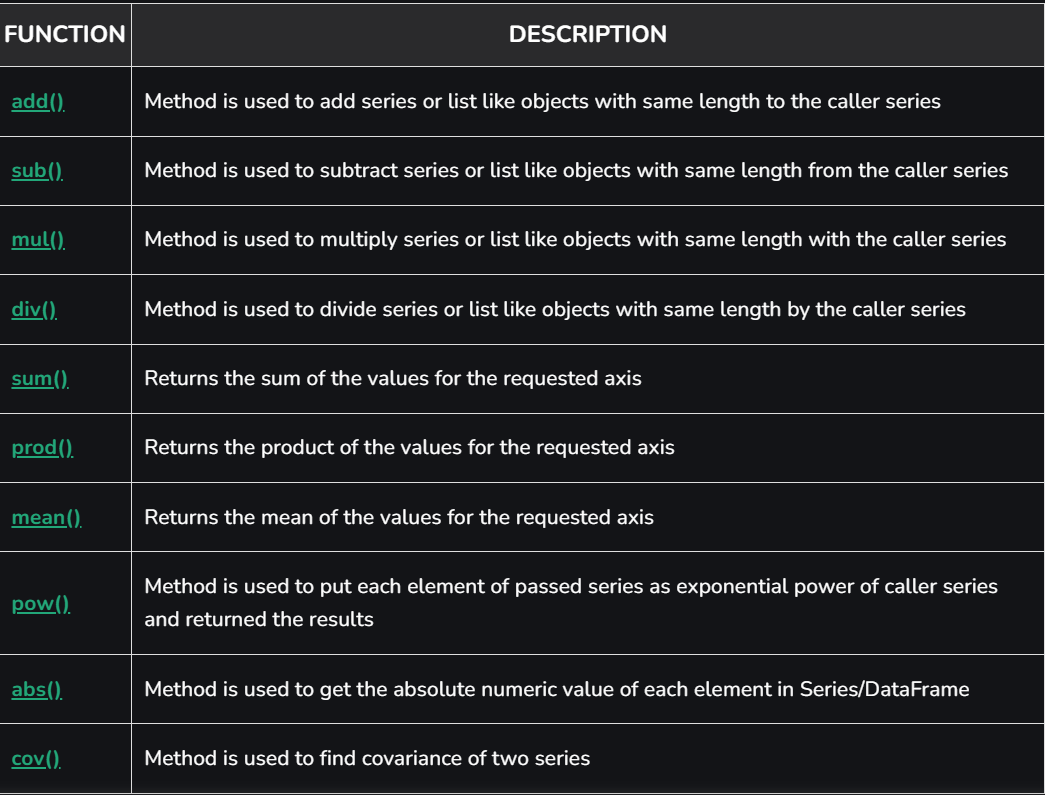 FUNCTION DESCRIPTION
add() Method is used to add series or list like objects with same length to the caller series
sub() Method is used to subtract series or list like objects with same length from the caller series
mul() Method is used to multiply series or list like objects with same length with the caller series
div() Method is used to divide series or list like objects with same length by the caller series
sum() Returns the sum of the values for the requested axis
prod() Returns the product of the values for the requested axis
mean() Returns the mean of the values for the requested axis
pow() Method is used to put each element of passed series as exponential power of caller series
and returned the results
abs() Method is used to get the absolute numeric value of each element in Series/DataFrame
cov() Method is used to find covariance of two series